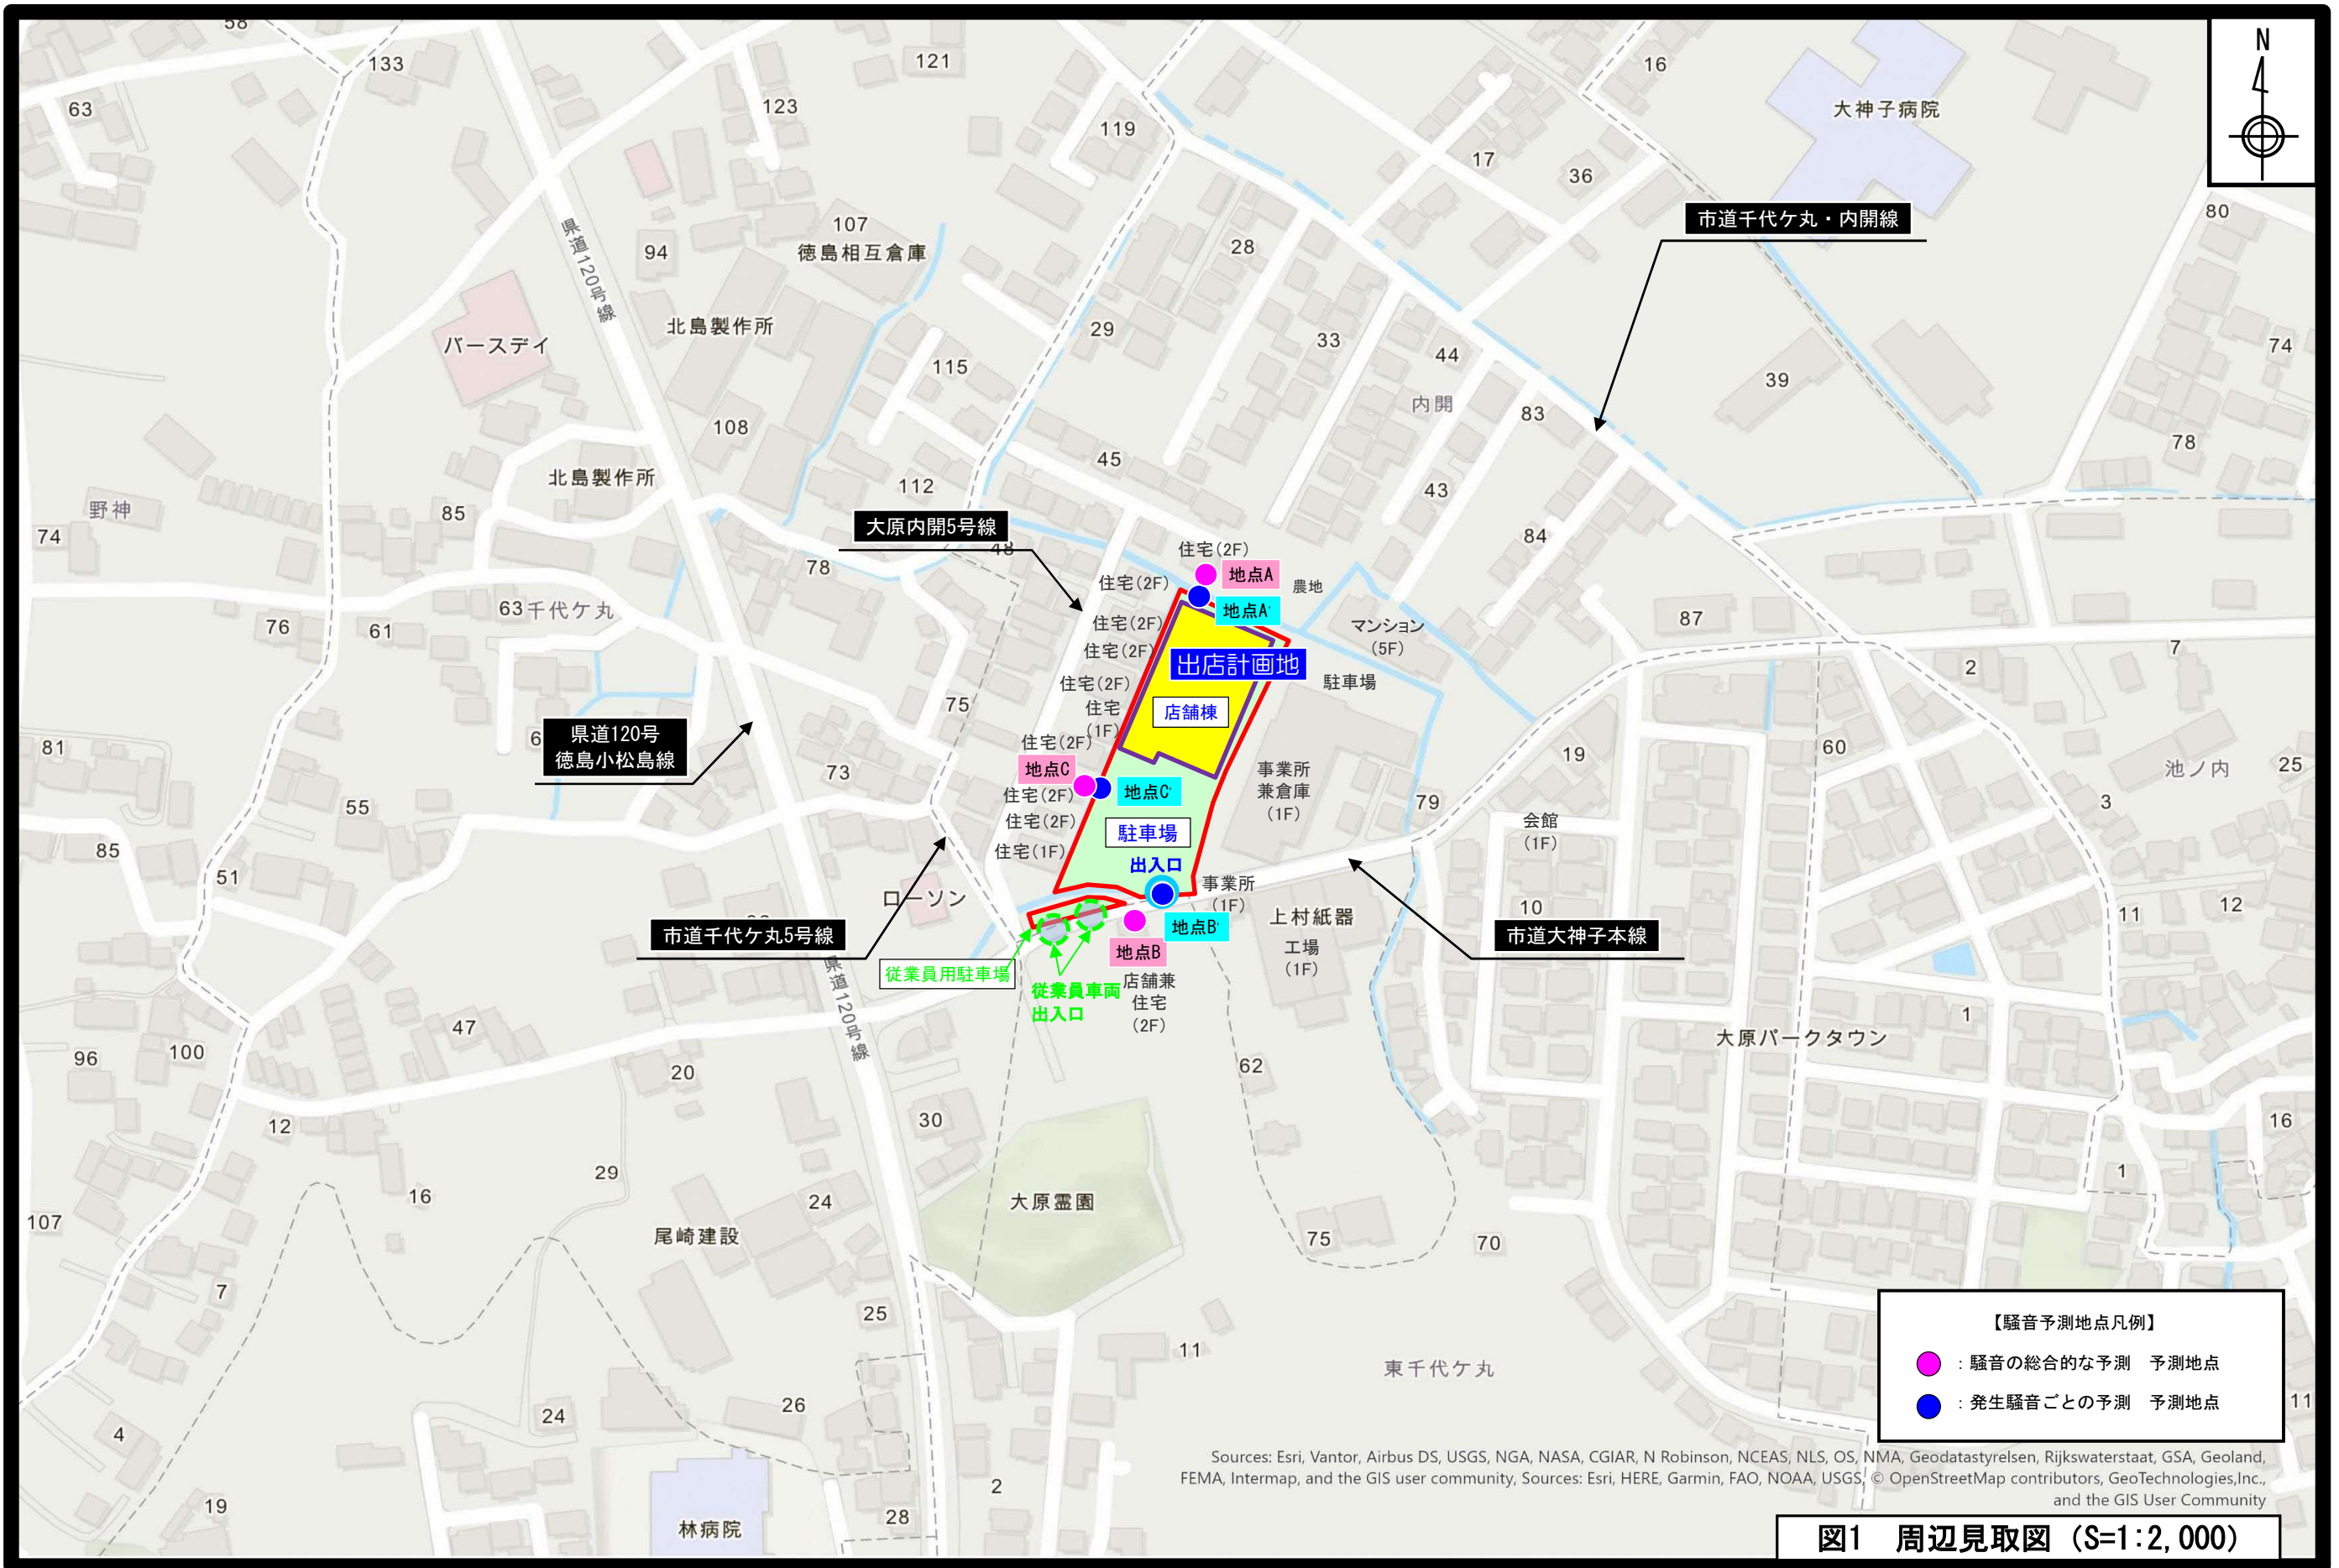 58
133
63
121
123
119
16
17
36
大神子病院
N
80
市道千代ケ丸・内開線
107
徳島相互倉庫
94
県道120号線
28
北島製作所
バースデイ
29
33
44
115
74
39
内開
83
108
78
45
北島製作所
112
43
野神
85
74
大原内開5号線
48
84
住宅(2F)
78
地点A
農地
住宅(2F)
地点A'
63
千代ケ丸
87
76
61
住宅(2F)
マンション
(5F)
7
住宅(2F)
出店計画地
2
住宅(2F)
駐車場
75
住宅
(1F)
店舗棟
県道120号
徳島小松島線
6
81
住宅(2F)
60
19
池ノ内
25
地点C
73
事業所
兼倉庫
(1F)
地点C'
住宅(2F)
79
3
55
住宅(2F)
駐車場
会館
(1F)
85
住宅(1F)
出入口
51
ローソン
事業所
(1F)
10
11
12
上村紙器
地点B'
市道千代ケ丸5号線
市道大神子本線
地点B
工場
(1F)
従業員用駐車場
従業員車両
出入口
店舗兼
住宅
(2F)
県道120号線
1
47
大原パークタウン
96
100
62
20
12
30
16
29
1
16
大原霊園
24
107
尾崎建設
75
70
7
25
11
【騒音予測地点凡例】
：騒音の総合的な予測　予測地点
：発生騒音ごとの予測　予測地点
東千代ケ丸
11
24
26
4
2
19
28
林病院
Sources: Esri, Vantor, Airbus DS, USGS, NGA, NASA, CGIAR, N Robinson, NCEAS, NLS, OS, NMA, Geodatastyrelsen, Rijkswaterstaat, GSA, Geoland,
FEMA, Intermap, and the GIS user community, Sources: Esri, HERE, Garmin, FAO, NOAA, USGS, © OpenStreetMap contributors, GeoTechnologies,Inc.,
and the GIS User Community
図1　周辺見取図（S=1:2,000）